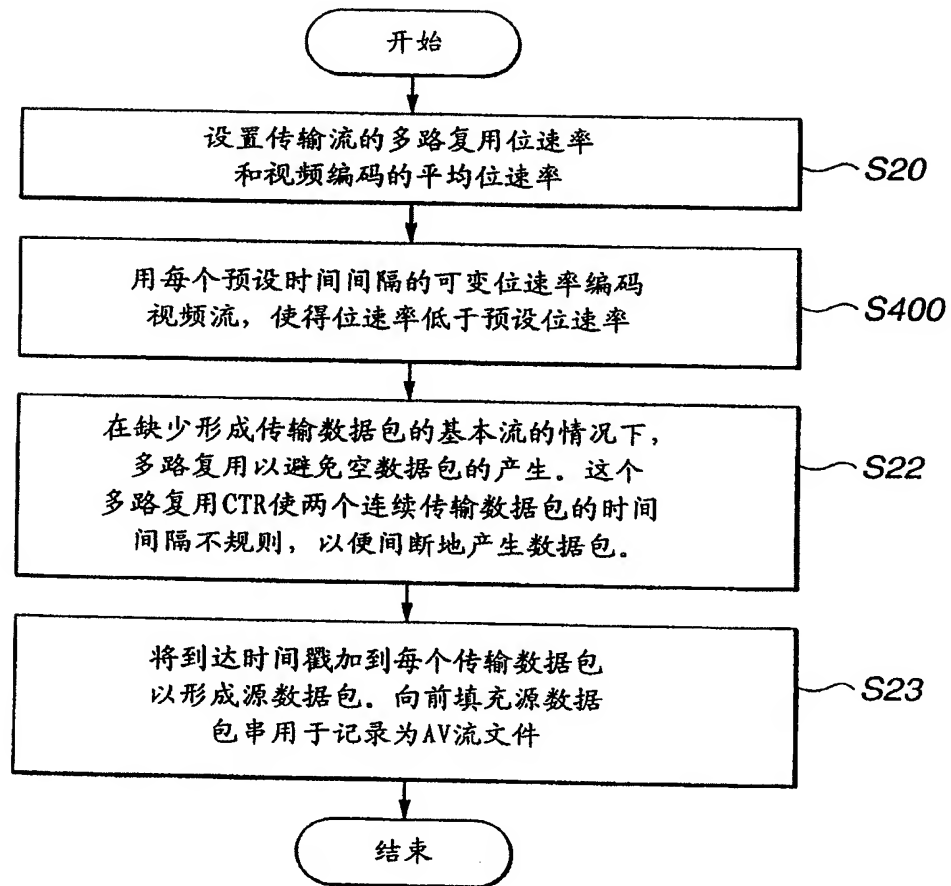 开始
设置传输流的多路复用位速率
和视频编码的平均位速率
S20
用每个预设时间间隔的可变位速率编码
视频流，使得位速率低于预设位速率
S400
在缺少形成传输数据包的基本流的情况下，
多路复用以避免空数据包的产生。这个
多路复用CTR使两个连续传输数据包的时间
间隔不规则，以便间断地产生数据包。
S22
将到达时间戳加到每个传输数据包
以形成源数据包。向前填充源数据
包串用于记录为AV流文件
S23
结束